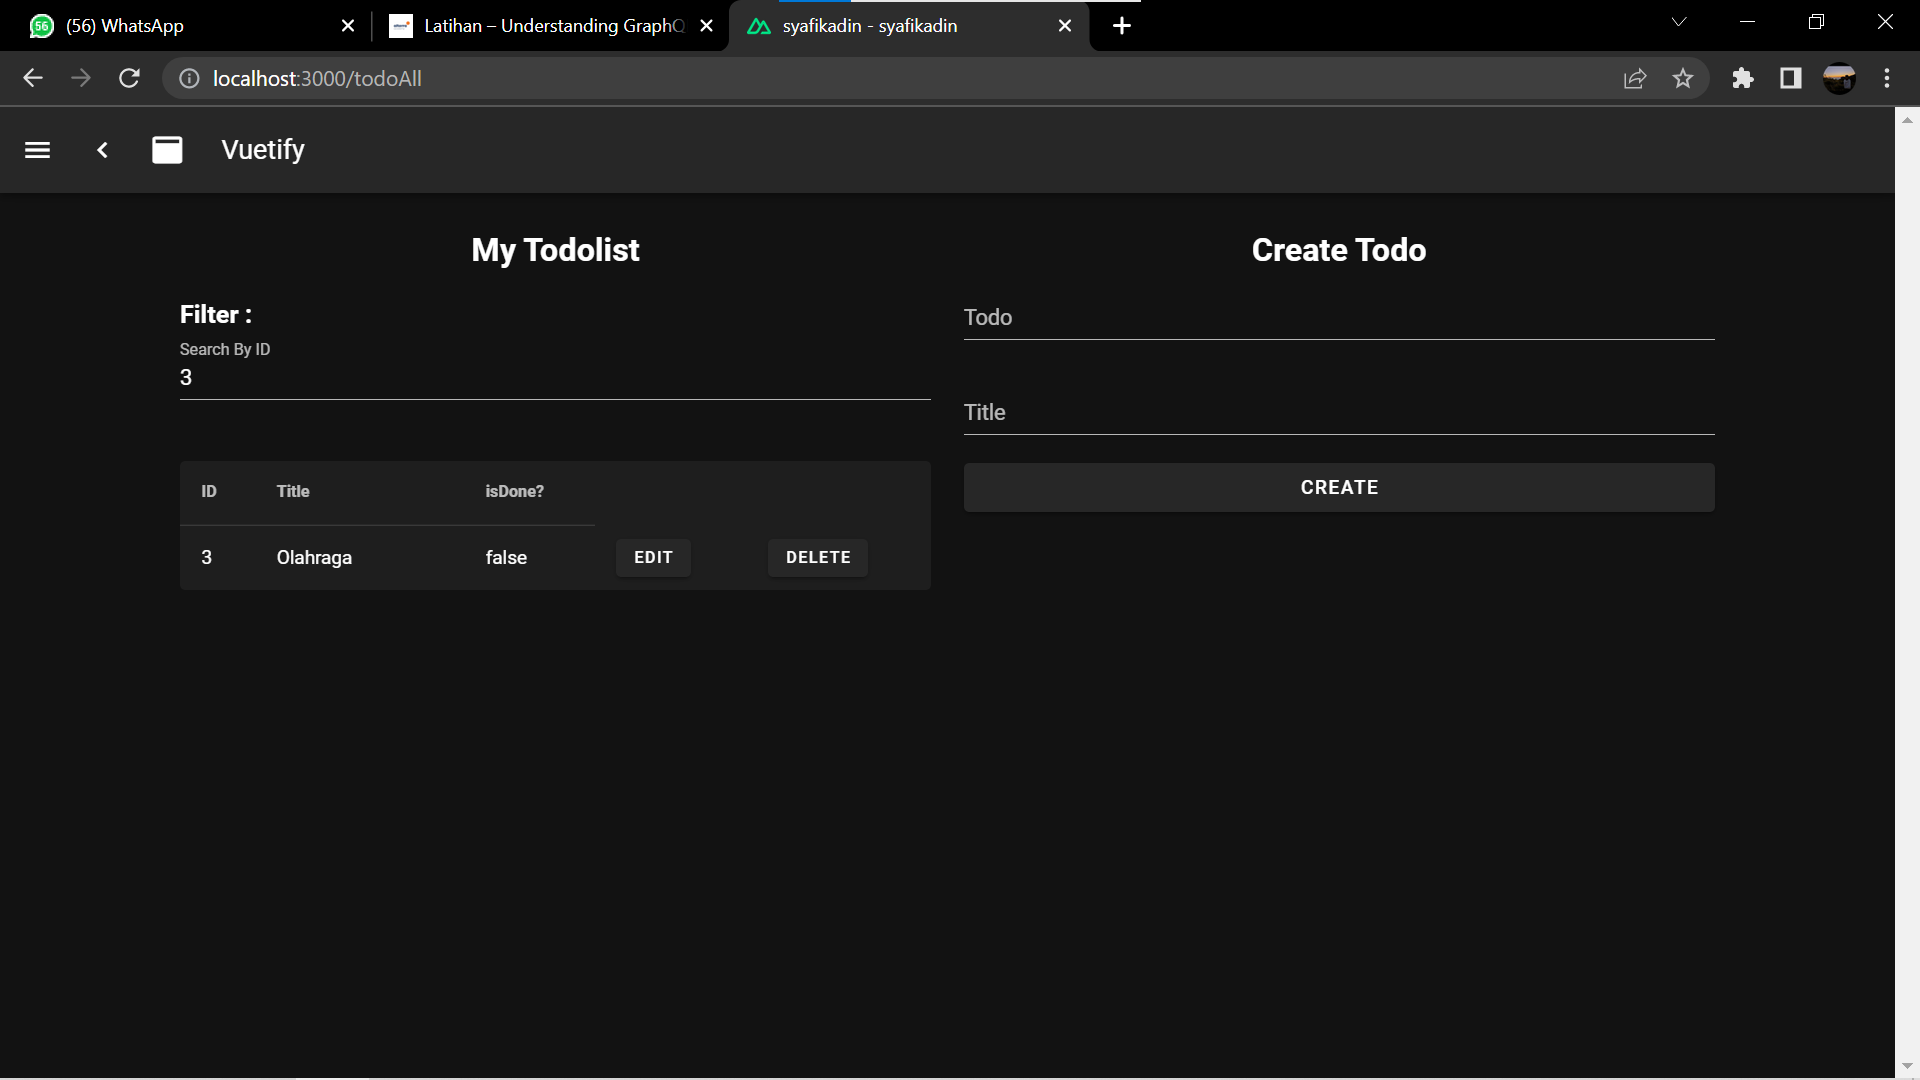 56
(56) WhatsApp
Latihan – Understanding GraphQ
syafikadin - syafikadin
localhost:3000/todoAll
Vuetify
My Todolist
Filter :
Search By ID
3
ID Title isDone?
3 Olahraga false EDIT DELETE
Create Todo
Todo
Title
CREATE